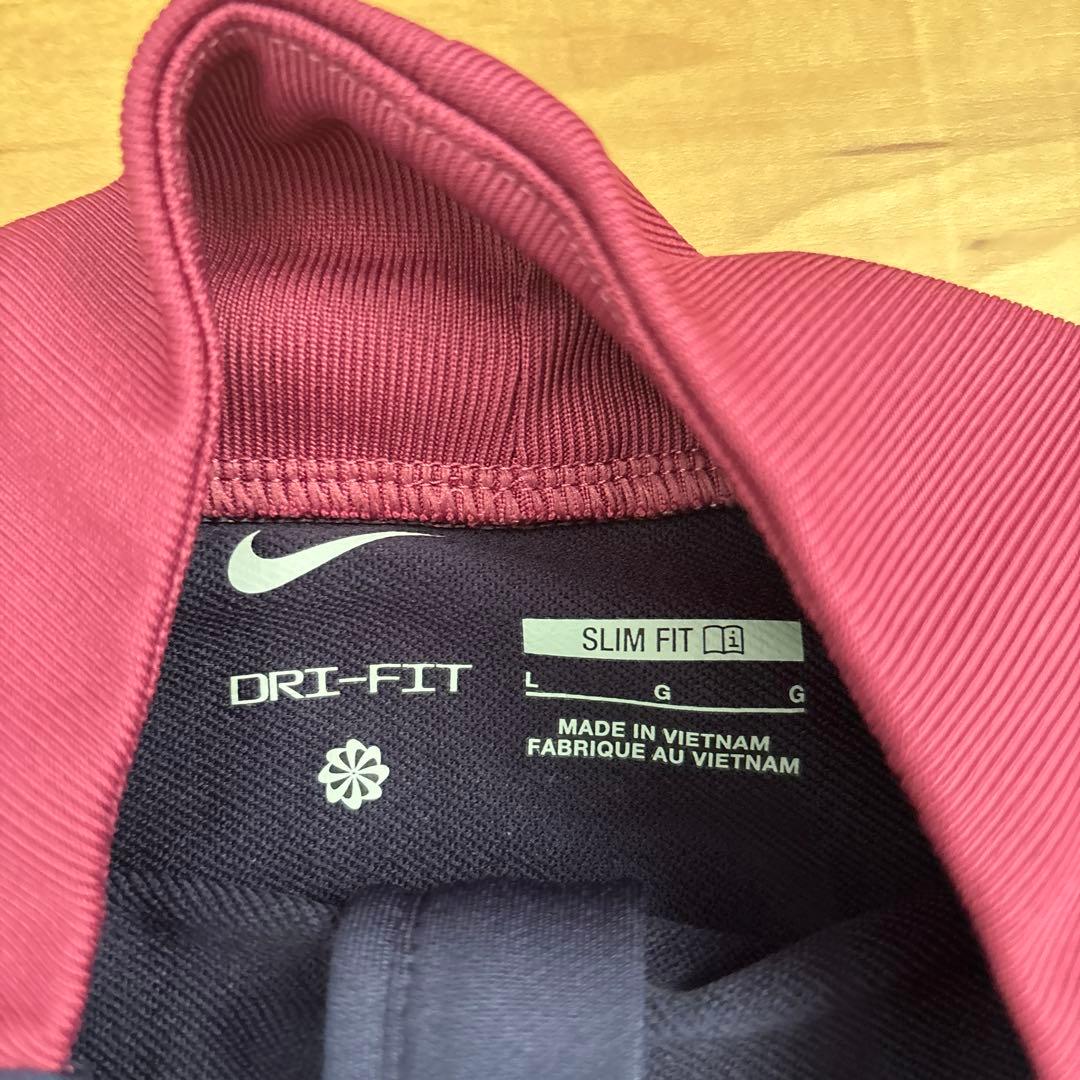 DRI-FIT
SLIM FIT
L G G
MADE IN VIETNAM
FABRIQUE AU VIETNAM